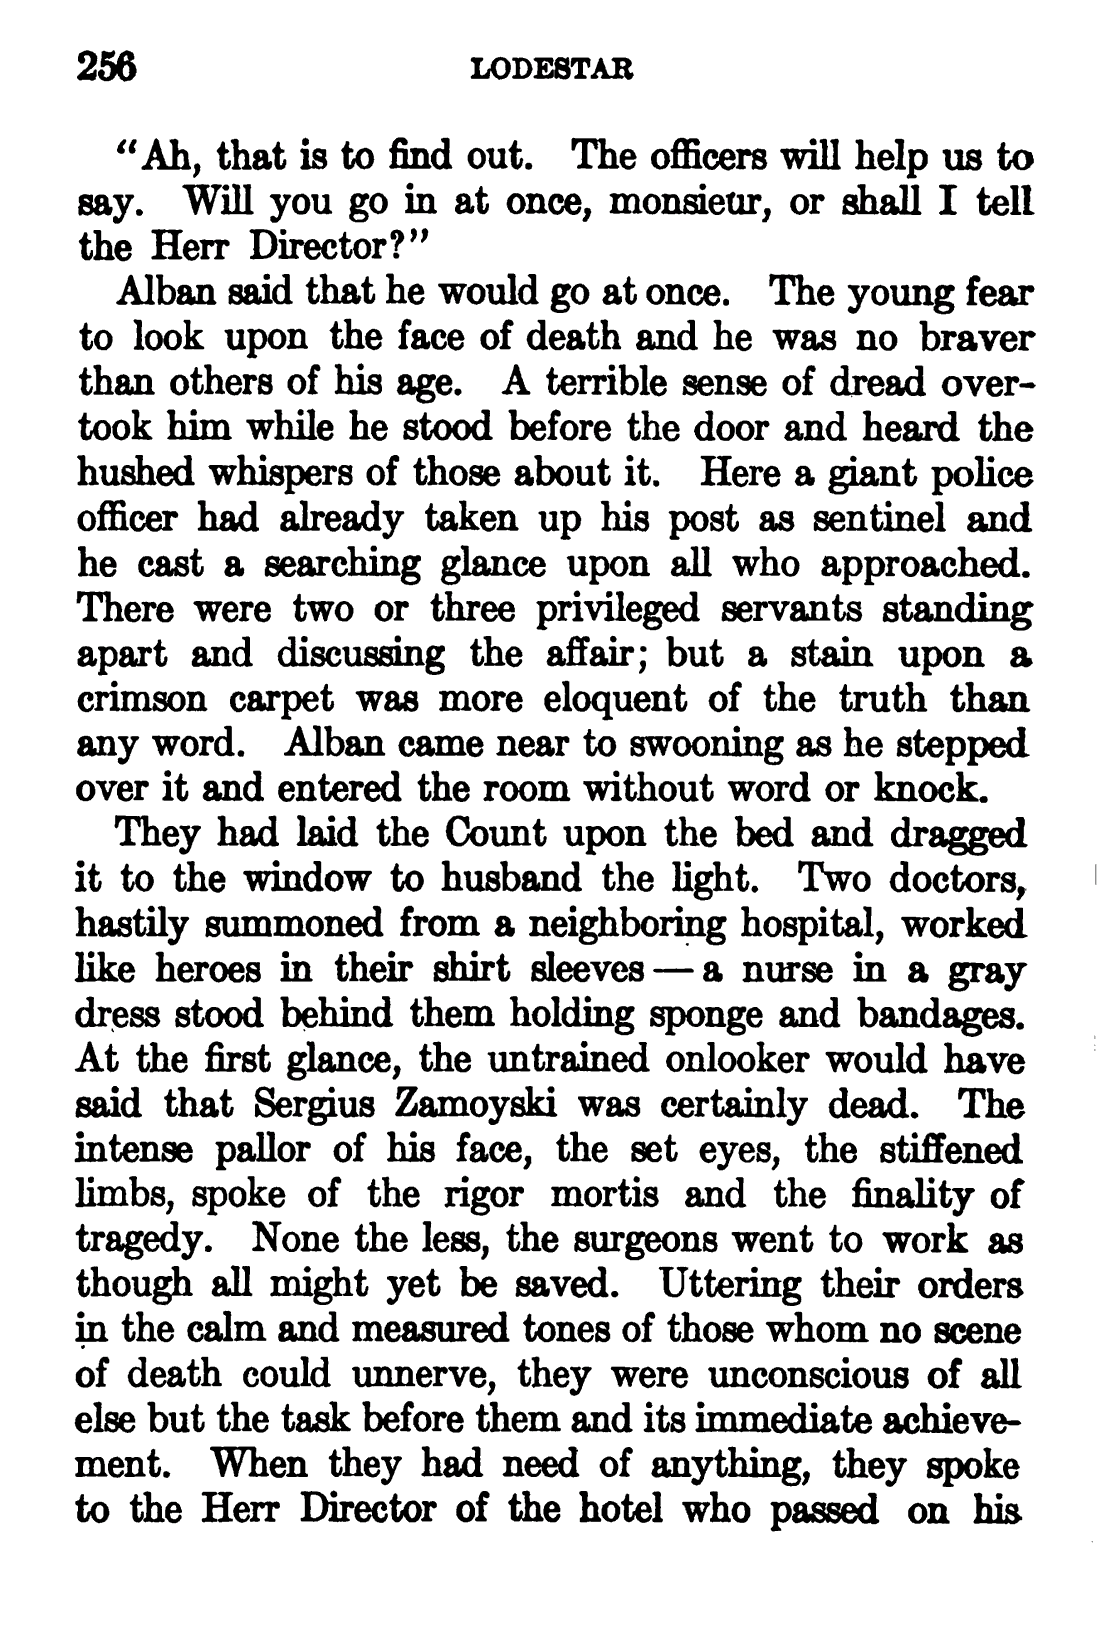 256 LODESTAR
“Ah, that is to find out. The officers will help us to
say. Will you go in at once, monsieur, or shall I tell
the Herr Director?”
Alban said that he would go at once. The young fear
to look upon the face of death and he was no braver
than others of his age. A terrible sense of dread over-
took him while he stood before the door and heard the
hushed whispers of those about it. Here a giant police
officer had already taken up his post as sentinel and
he cast a searching glance upon all who approached.
There were two or three privileged servants standing
apart and discussing the affair; but a stain upon a
crimson carpet was more eloquent of the truth than
any word. Alban came near to swooning as he stepped
over it and entered the room without word or knock.
They had laid the Count upon the bed and dragged
it to the window to husband the light. Two doctors,
hastily summoned from a neighboring hospital, worked
like heroes in their shirt sleeves — a nurse in a gray
dress stood behind them holding sponge and bandages.
At the first glance, the untrained onlooker would have
said that Sergius Zamoyski was certainly dead. The
intense pallor of his face, the set eyes, the stiffened
limbs, spoke of the rigor mortis and the finality of
tragedy. None the less, the surgeons went to work as
though all might yet be saved. Uttering their orders
in the calm and measured tones of those whom no scene
of death could unnerve, they were unconscious of all
else but the task before them and its immediate achieve-
ment. When they had need of anything, they spoke
to the Herr Director of the hotel who passed on his